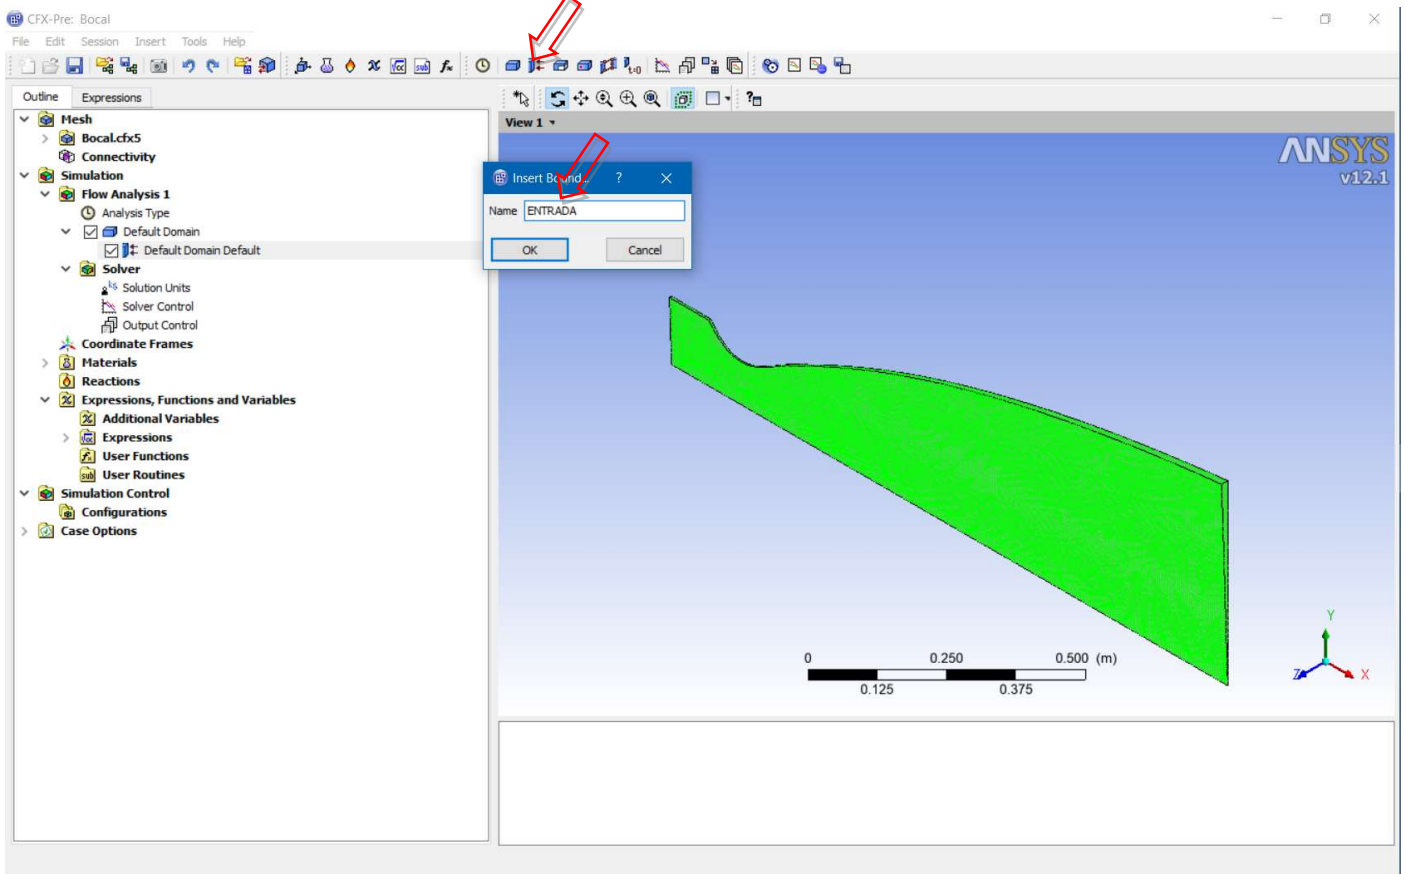 CFX-Pre: Bocal
File Edit Session Insert Tools Help
Outline Expressions
Mesh
Bocal.cfx5
Connectivity
Simulation
Flow Analysis 1
Analysis Type
Default Domain
Default Domain Default
Solver
Solution Units
Solver Control
Output Control
Coordinate Frames
Materials
Reactions
Expressions, Functions and Variables
Additional Variables
Expressions
User Functions
User Routines
Simulation Control
Configurations
Case Options
View 1
ANSYS
v12.1
Insert Bound...
Name ENTRADA
OK Cancel
0 0.250 0.500 (m)
0.125 0.375
Y
Z X